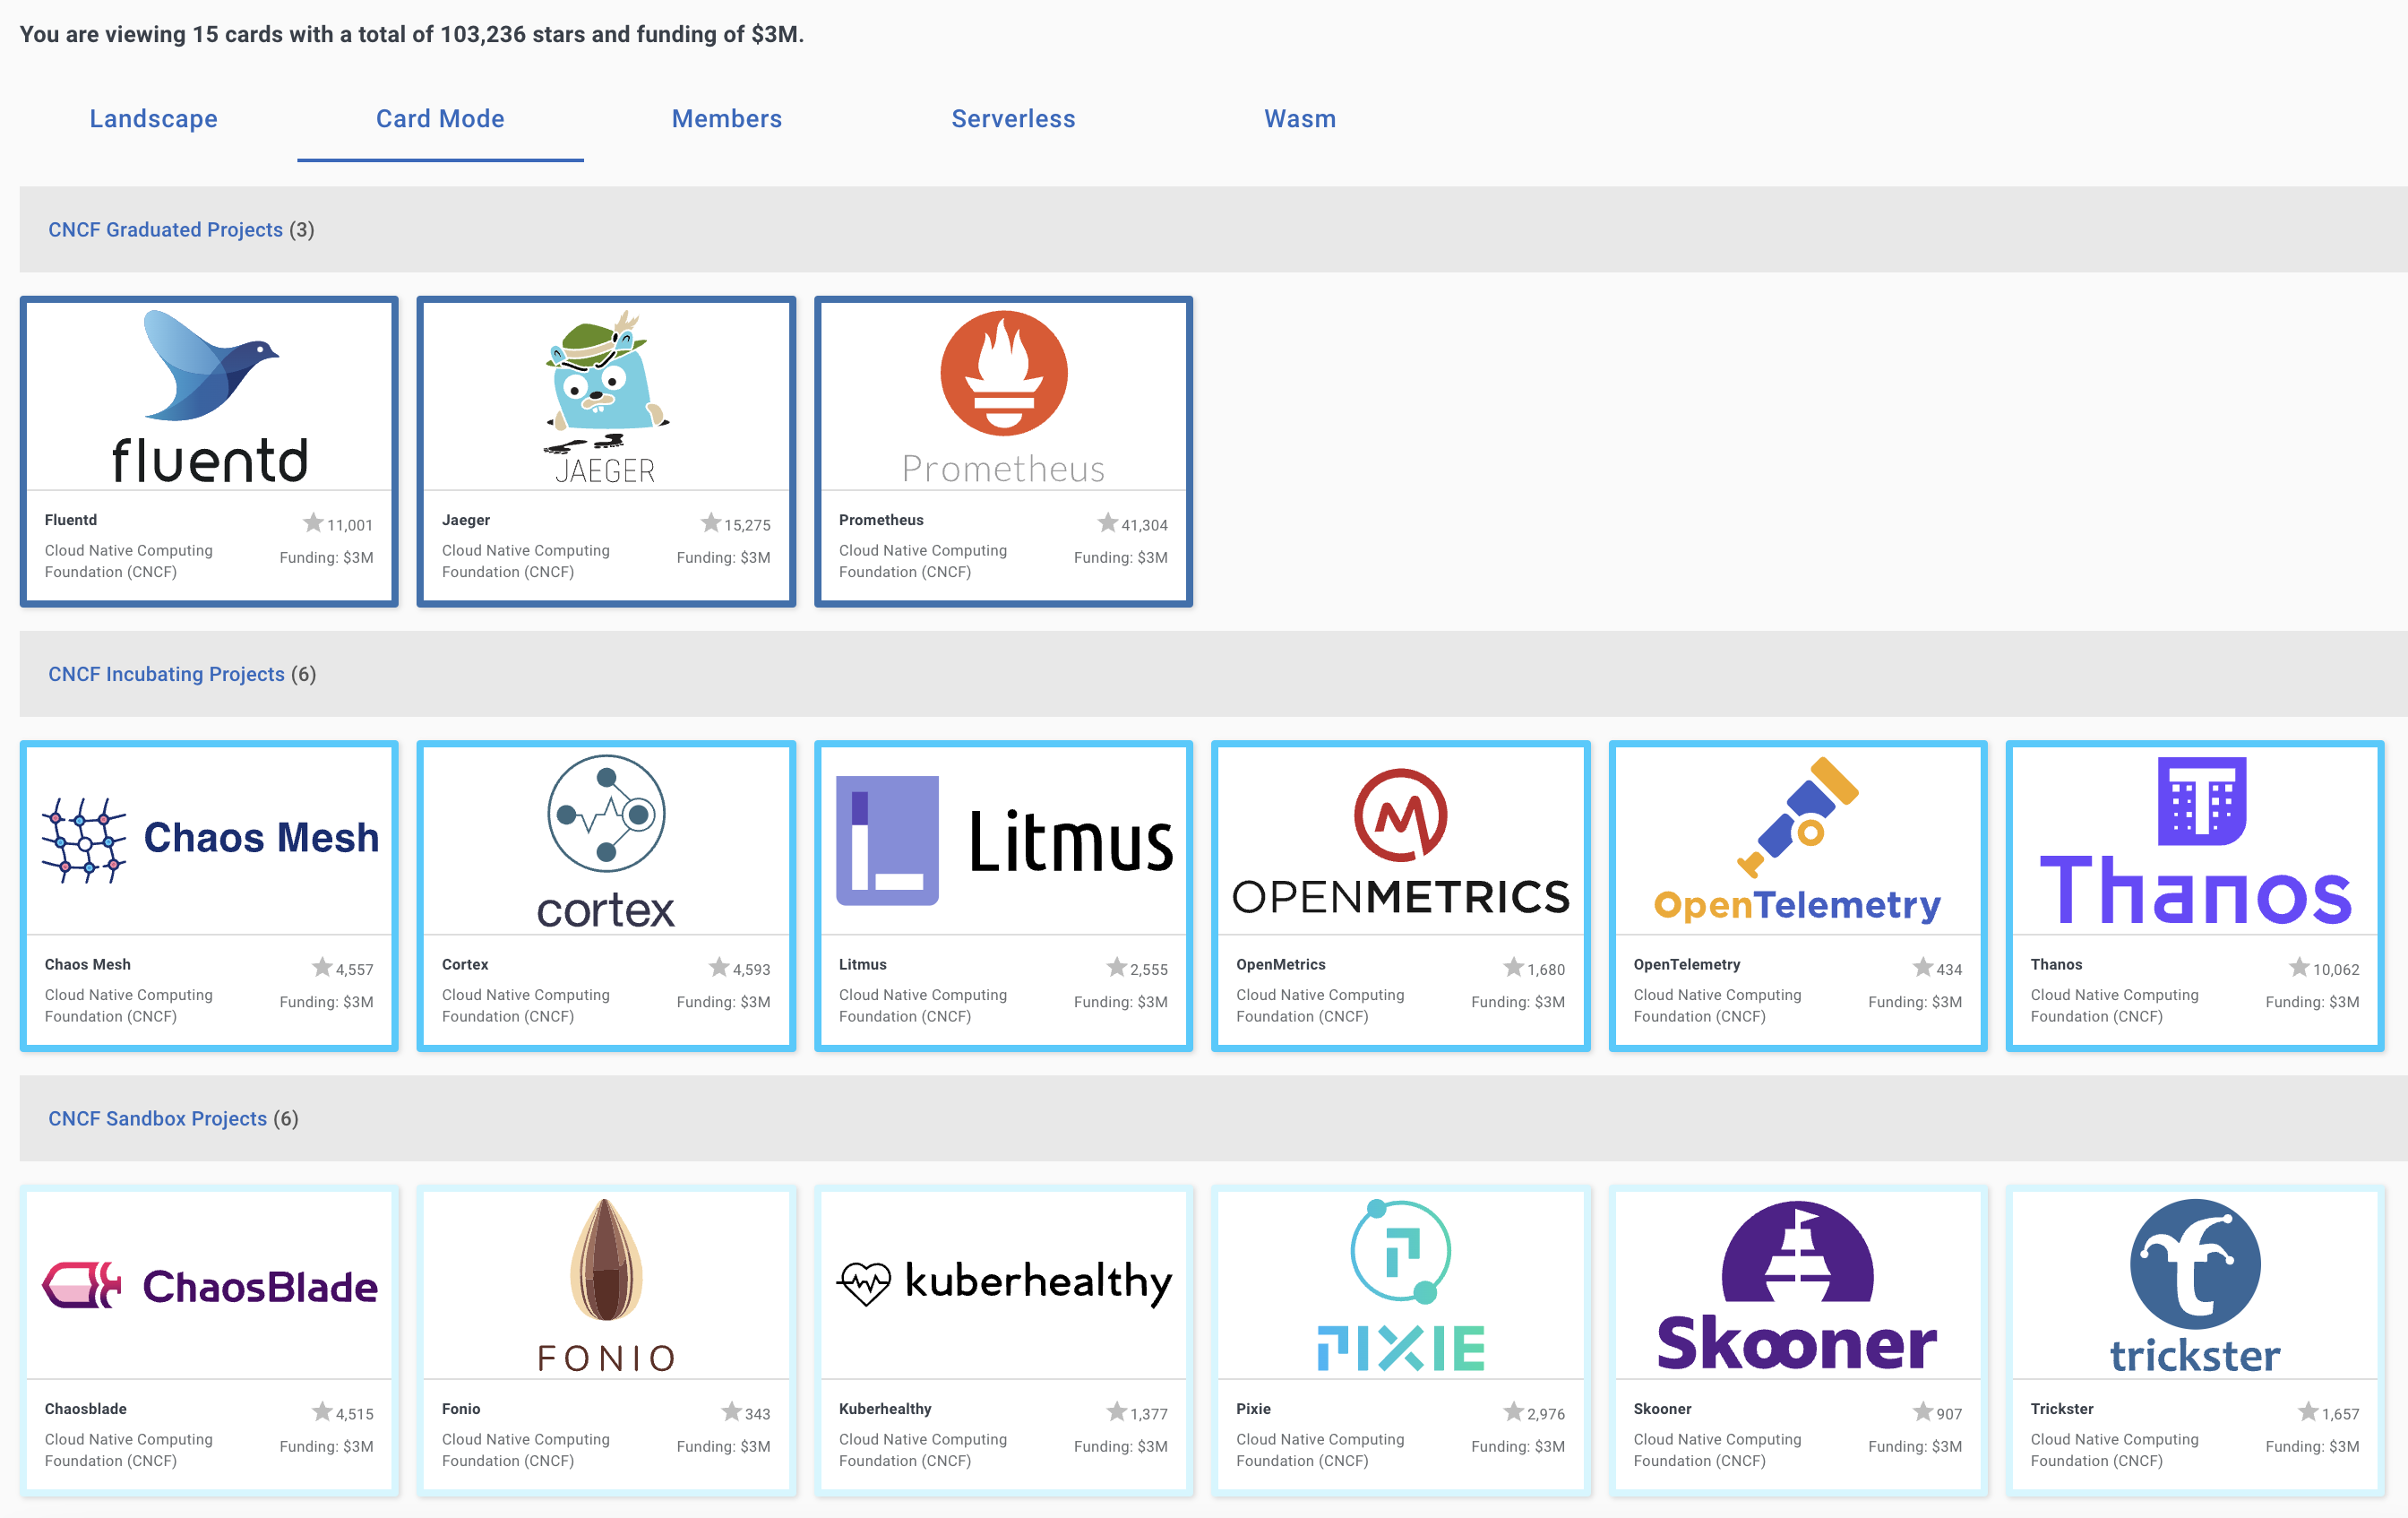 You are viewing 15 cards with a total of 103,236 stars and funding of $3M.
Landscape Card Mode Members Serverless Wasm
CNCF Graduated Projects (3)
fluentd
Fluentd 11,001
Cloud Native Computing Foundation (CNCF) Funding: $3M
JAEGER
Jaeger 15,275
Cloud Native Computing Foundation (CNCF) Funding: $3M
Prometheus
Prometheus 41,304
Cloud Native Computing Foundation (CNCF) Funding: $3M
CNCF Incubating Projects (6)
Chaos Mesh
Chaos Mesh 4,557
Cloud Native Computing Foundation (CNCF) Funding: $3M
cortex
Cortex 4,593
Cloud Native Computing Foundation (CNCF) Funding: $3M
Litmus
Litmus 2,555
Cloud Native Computing Foundation (CNCF) Funding: $3M
OPENMETRICS
OpenMetrics 1,680
Cloud Native Computing Foundation (CNCF) Funding: $3M
OpenTelemetry
OpenTelemetry 434
Cloud Native Computing Foundation (CNCF) Funding: $3M
Thanos
Thanos 10,062
Cloud Native Computing Foundation (CNCF) Funding: $3M
CNCF Sandbox Projects (6)
ChaosBlade
Chaosblade 4,515
Cloud Native Computing Foundation (CNCF) Funding: $3M
FONIO
Fonio 343
Cloud Native Computing Foundation (CNCF) Funding: $3M
kuberhealthy
Kuberhealthy 1,377
Cloud Native Computing Foundation (CNCF) Funding: $3M
PIXIE
Pixie 2,976
Cloud Native Computing Foundation (CNCF) Funding: $3M
Skooner
Skooner 907
Cloud Native Computing Foundation (CNCF) Funding: $3M
trickster
Trickster 1,657
Cloud Native Computing Foundation (CNCF) Funding: $3M